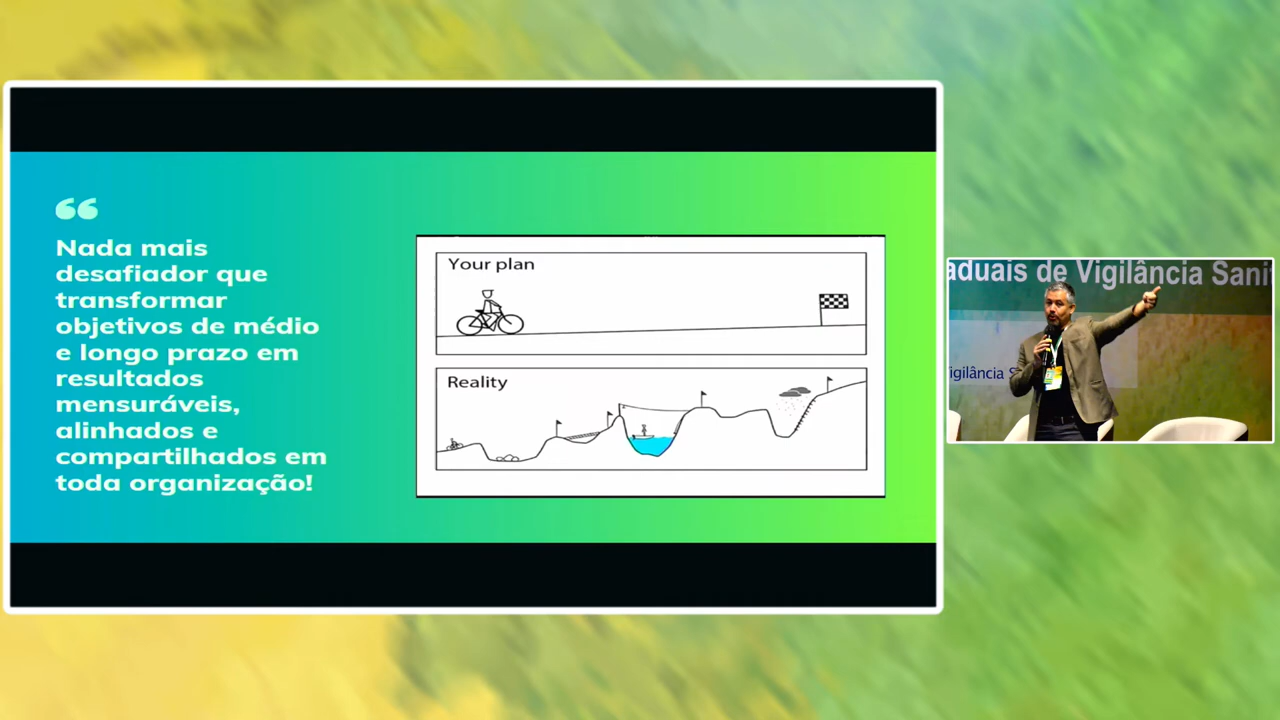 “
Nada mais
desafiador que
transformar
objetivos de médio
e longo prazo em
resultados
mensuráveis,
alinhados e
compartilhados em
toda organização!
Your plan
Reality
aduais de Vigilância Sanit
igilância S